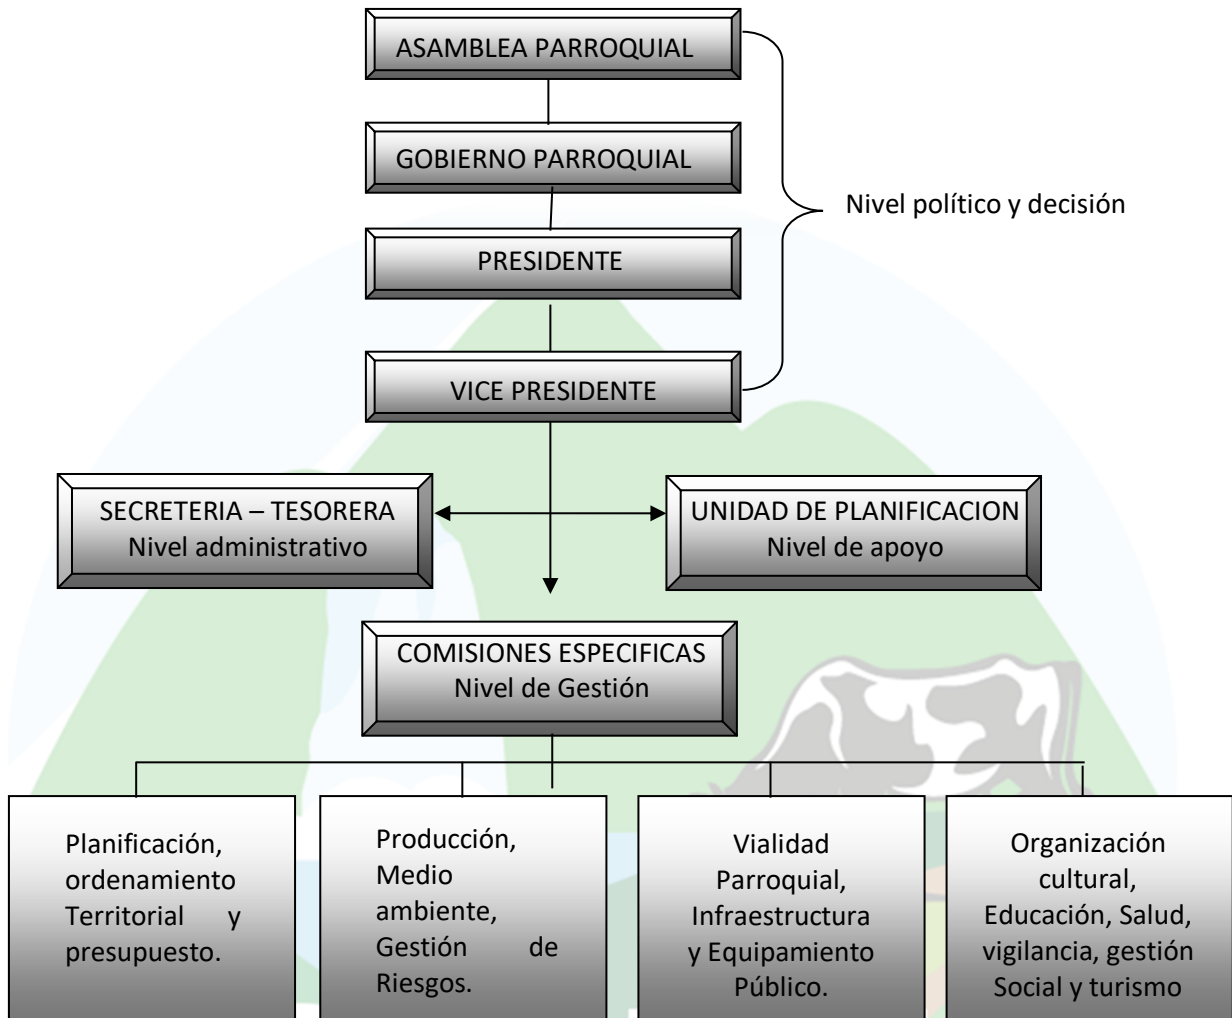 ASAMBLEA PARROQUIAL
GOBIERNO PARROQUIAL
Nivel político y decisión
PRESIDENTE
VICE PRESIDENTE
SECRETERIA – TESORERA
Nivel administrativo
UNIDAD DE PLANIFICACION
Nivel de apoyo
COMISIONES ESPECIFICAS
Nivel de Gestión
Planificación,
ordenamiento
Territorial y
presupuesto.
Producción,
Medio
ambiente,
Gestión de
Riesgos.
Vialidad
Parroquial,
Infraestructura
y Equipamiento
Público.
Organización
cultural,
Educación, Salud,
vigilancia, gestión
Social y turismo